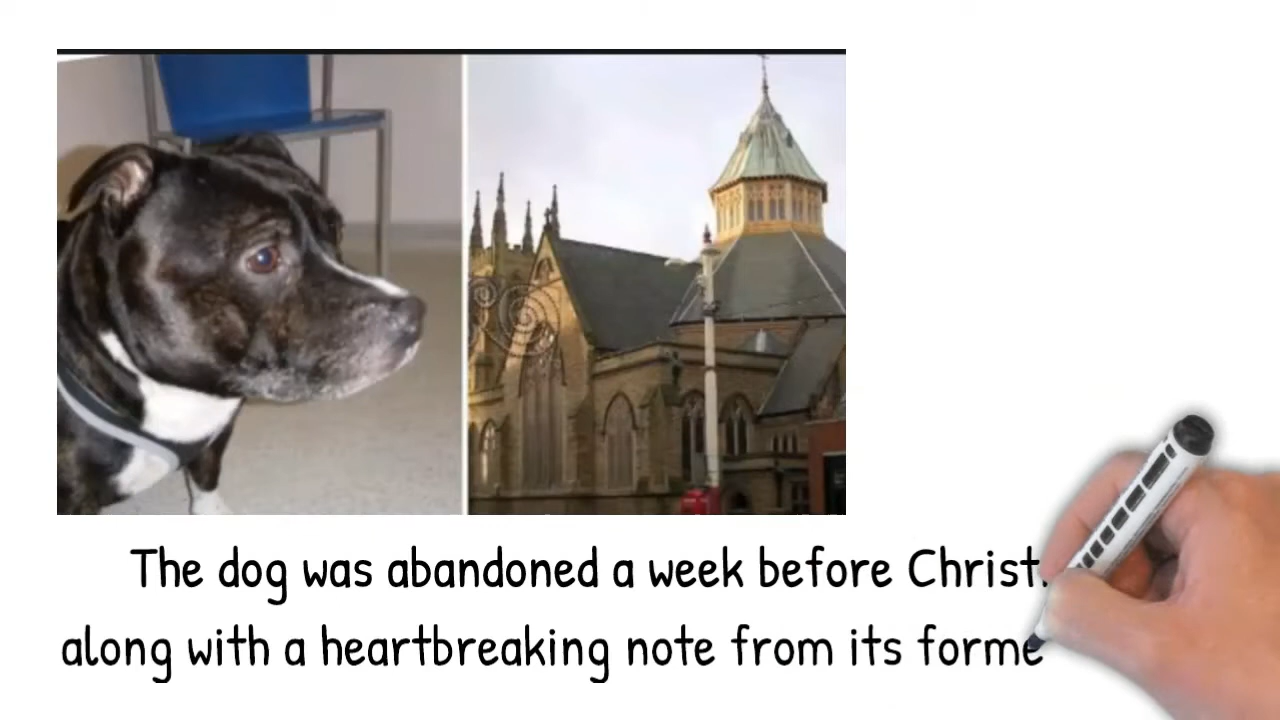 The dog was abandoned a week before Christ
along with a heartbreaking note from its forme